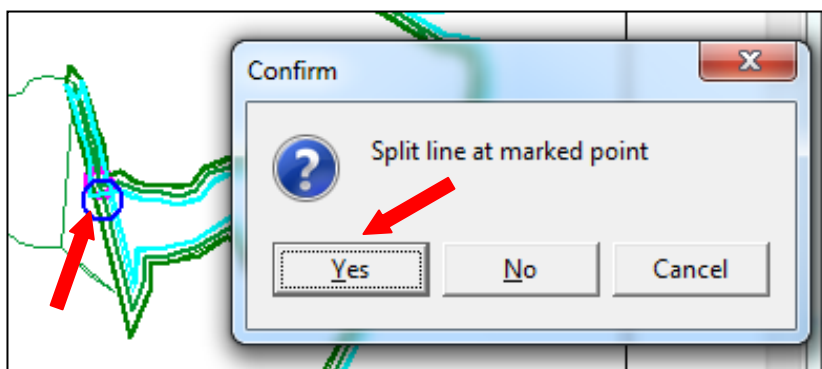 Confirm
Split line at marked point
Yes
No
Cancel